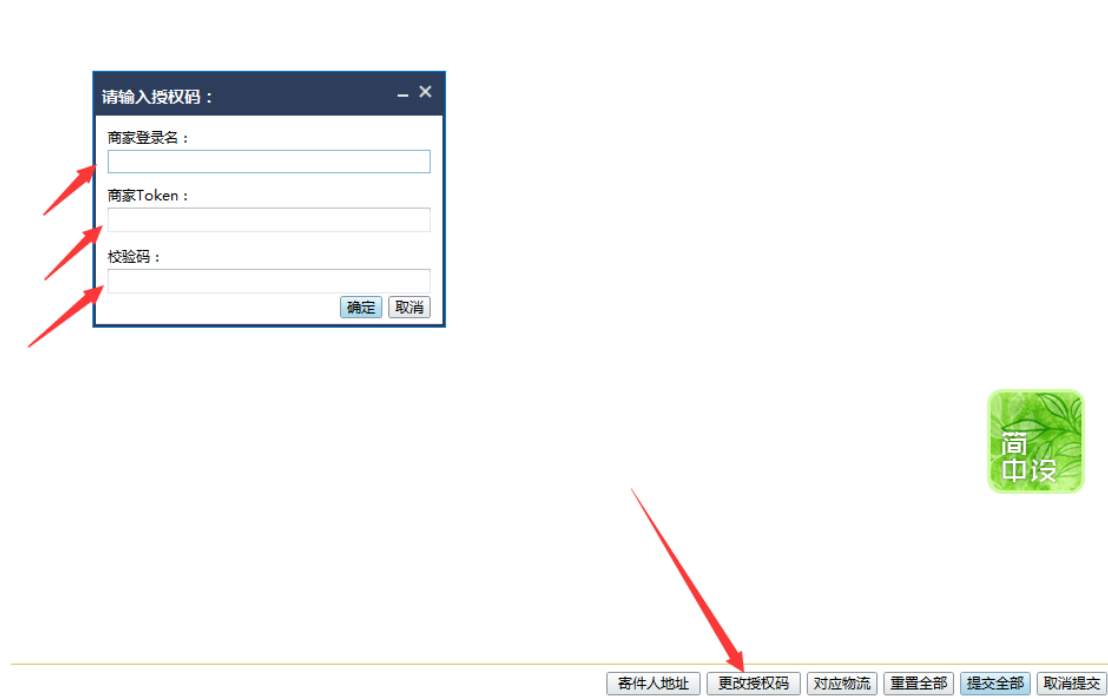 请输入授权码：
商家登录名：
商家Token：
校验码：
确定 取消
简
中设
寄件人地址 更改授权码 对应物流 重置全部 提交全部 取消提交